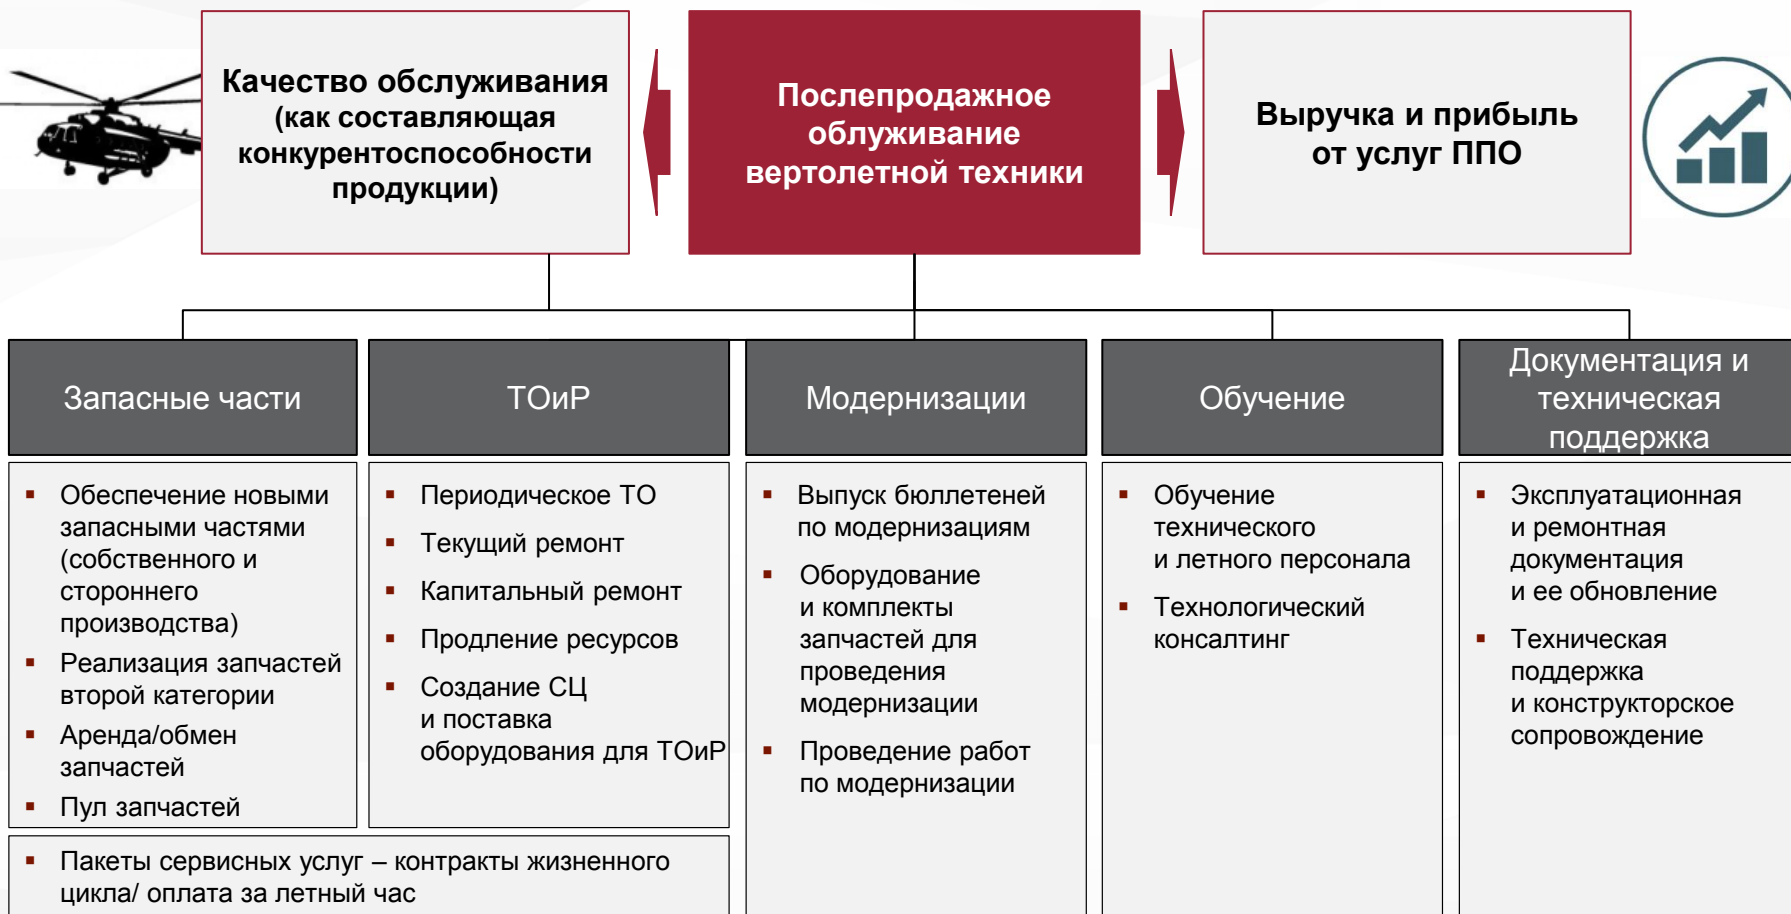 Качество обслуживания
(как составляющая
конкурентоспособности
продукции)
Послепродажное
облуживание
вертолетной техники
Выручка и прибыль
от услуг ППО
Запасные части
ТОиР
Модернизации
Обучение
Документация и
техническая
поддержка
▪ Обеспечение новыми
запасными частями
(собственного и
стороннего
производства)
▪ Реализация запчастей
второй категории
▪ Аренда/обмен
запчастей
▪ Пул запчастей
▪ Периодическое ТО
▪ Текущий ремонт
▪ Капитальный ремонт
▪ Продление ресурсов
▪ Создание СЦ
и поставка
оборудования для ТОиР
▪ Пакеты сервисных услуг – контракты жизненного
цикла/ оплата за летный час
▪ Выпуск бюллетеней
по модернизациям
▪ Оборудование
и комплекты
запчастей для
проведения
модернизации
▪ Проведение работ
по модернизации
▪ Обучение
технического
и летного персонала
▪ Технологический
консалтинг
▪ Эксплуатационная
и ремонтная
документация
и ее обновление
▪ Техническая
поддержка
и конструкторское
сопровождение